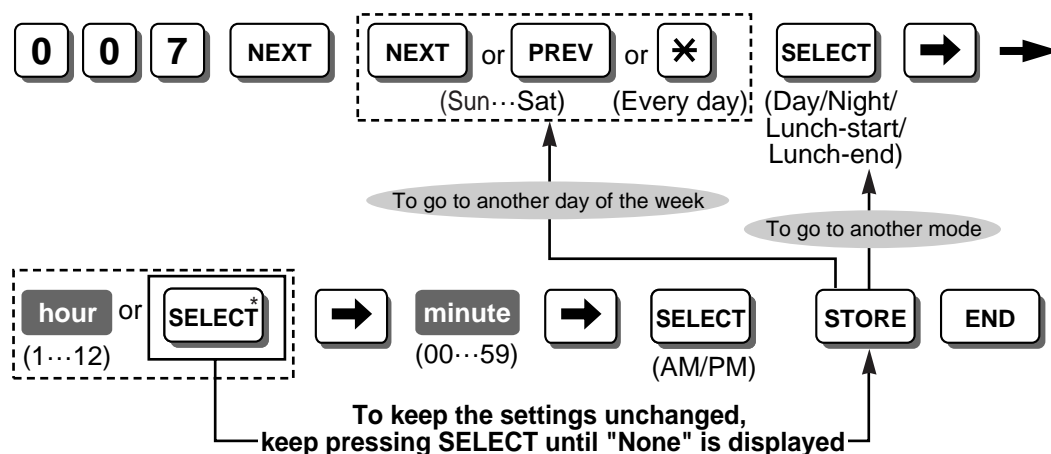 0 0 7 NEXT NEXT or PREV or ✕ SELECT
(Sun···Sat) (Every day) (Day/Night/
Lunch-start/
Lunch-end)
To go to another day of the week
To go to another mode
hour or SELECT* minute SELECT STORE END
(1···12) (00···59) (AM/PM)
To keep the settings unchanged,
keep pressing SELECT until "None" is displayed